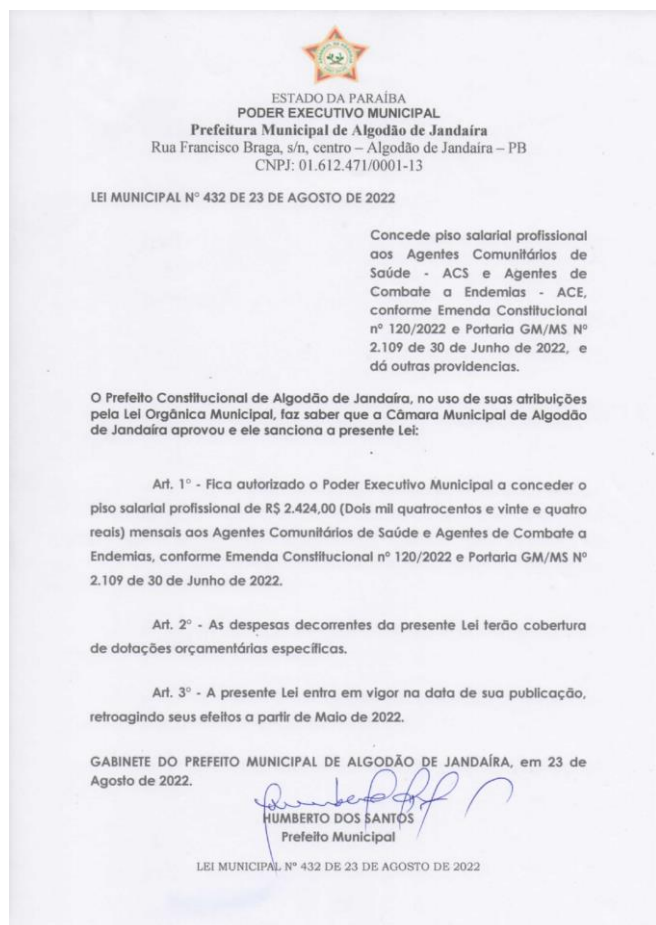 ESTADO DA PARAÍBA
PODER EXECUTIVO MUNICIPAL
Prefeitura Municipal de Algodão de Jandaíra
Rua Francisco Braga, s/n, centro – Algodão de Jandaíra – PB
CNPJ: 01.612.471/0001-13
LEI MUNICIPAL N° 432 DE 23 DE AGOSTO DE 2022
Concede piso salarial profissional
aos Agentes Comunitários de
Saúde - ACS e Agentes de
Combate a Endemias - ACE,
conforme Emenda Constitucional
nº 120/2022 e Portaria GM/MS Nº
2.109 de 30 de Junho de 2022, e
dá outras providencias.
O Prefeito Constitucional de Algodão de Jandaíra, no uso de suas atribuições
pela Lei Orgânica Municipal, faz saber que a Câmara Municipal de Algodão
de Jandaíra aprovou e ele sanciona a presente Lei:
Art. 1° - Fica autorizado o Poder Executivo Municipal a conceder o
piso salarial profissional de R$ 2.424,00 (Dois mil quatrocentos e vinte e quatro
reais) mensais aos Agentes Comunitários de Saúde e Agentes de Combate a
Endemias, conforme Emenda Constitucional nº 120/2022 e Portaria GM/MS Nº
2.109 de 30 de Junho de 2022.
Art. 2° - As despesas decorrentes da presente Lei terão cobertura
de dotações orçamentárias específicas.
Art. 3° - A presente Lei entra em vigor na data de sua publicação,
retroagindo seus efeitos a partir de Maio de 2022.
GABINETE DO PREFEITO MUNICIPAL DE ALGODÃO DE JANDAÍRA, em 23 de
Agosto de 2022.
HUMBERTO DOS SANTOS
Prefeito Municipal
LEI MUNICIPAL Nº 432 DE 23 DE AGOSTO DE 2022